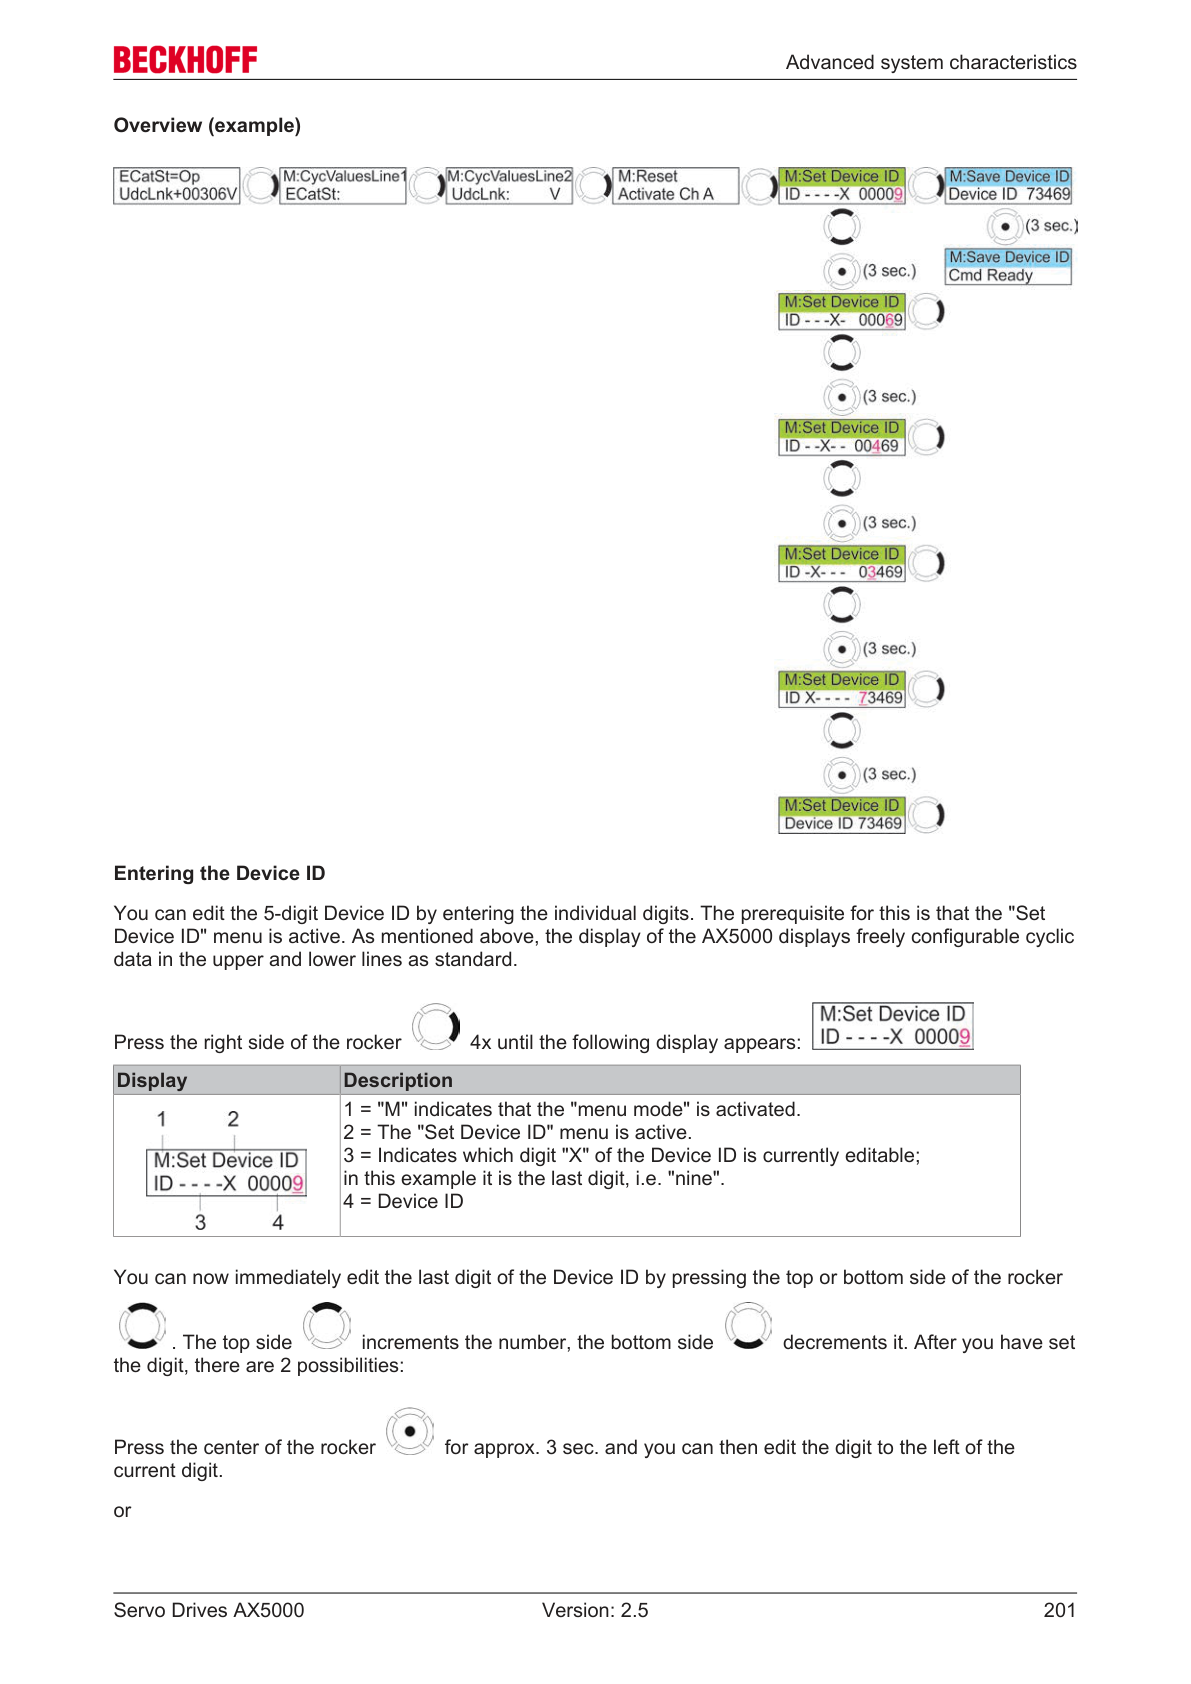 BECKHOFF
Advanced system characteristics
Overview (example)
ECatSt=Op
UdcLnk+00306V
M:CycValuesLine1
ECatSt:
M:CycValuesLine2
UdcLnk: V
M:Reset
Activate Ch A
M:Set Device ID
ID - - - -X 00009
M:Save Device ID
Device ID 73469
(3 sec.)
(3 sec.)
M:Save Device ID
Cmd Ready
M:Set Device ID
ID - - -X- 00069
(3 sec.)
M:Set Device ID
ID - -X- - 00469
(3 sec.)
M:Set Device ID
ID -X- - - 03469
(3 sec.)
M:Set Device ID
ID X- - - - 73469
(3 sec.)
M:Set Device ID
Device ID 73469
Entering the Device ID
You can edit the 5-digit Device ID by entering the individual digits. The prerequisite for this is that the "Set
Device ID" menu is active. As mentioned above, the display of the AX5000 displays freely configurable cyclic
data in the upper and lower lines as standard.
M:Set Device ID
ID - - - -X 00009
Press the right side of the rocker 4x until the following display appears:
Display Description
1 2
M:Set Device ID
ID - - - -X 00009
3 4
1 = "M" indicates that the "menu mode" is activated.
2 = The "Set Device ID" menu is active.
3 = Indicates which digit "X" of the Device ID is currently editable;
in this example it is the last digit, i.e. "nine".
4 = Device ID
You can now immediately edit the last digit of the Device ID by pressing the top or bottom side of the rocker
. The top side increments the number, the bottom side decrements it. After you have set
the digit, there are 2 possibilities:
Press the center of the rocker for approx. 3 sec. and you can then edit the digit to the left of the
current digit.
or
Servo Drives AX5000 Version: 2.5 201